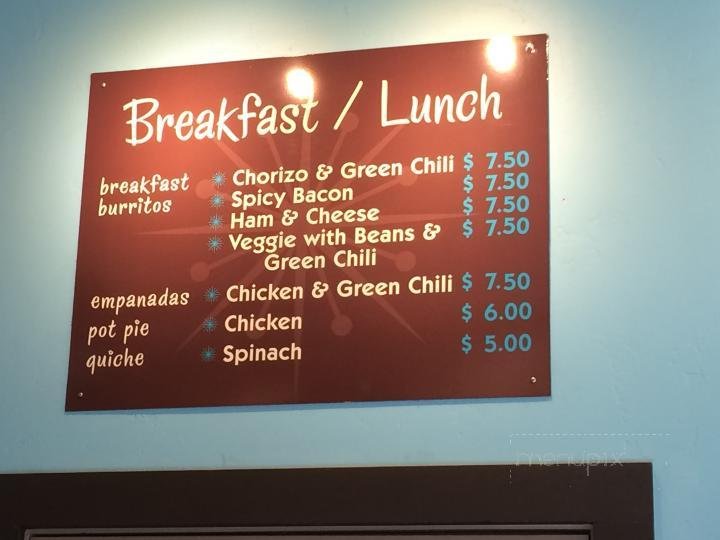 Breakfast / Lunch
breakfast burritos
Chorizo & Green Chili $ 7.50
Spicy Bacon $ 7.50
Ham & Cheese $ 7.50
Veggie with Beans & $ 7.50
Green Chili
empanadas Chicken & Green Chili $ 7.50
pot pie Chicken $ 6.00
quiche Spinach $ 5.00
menupix